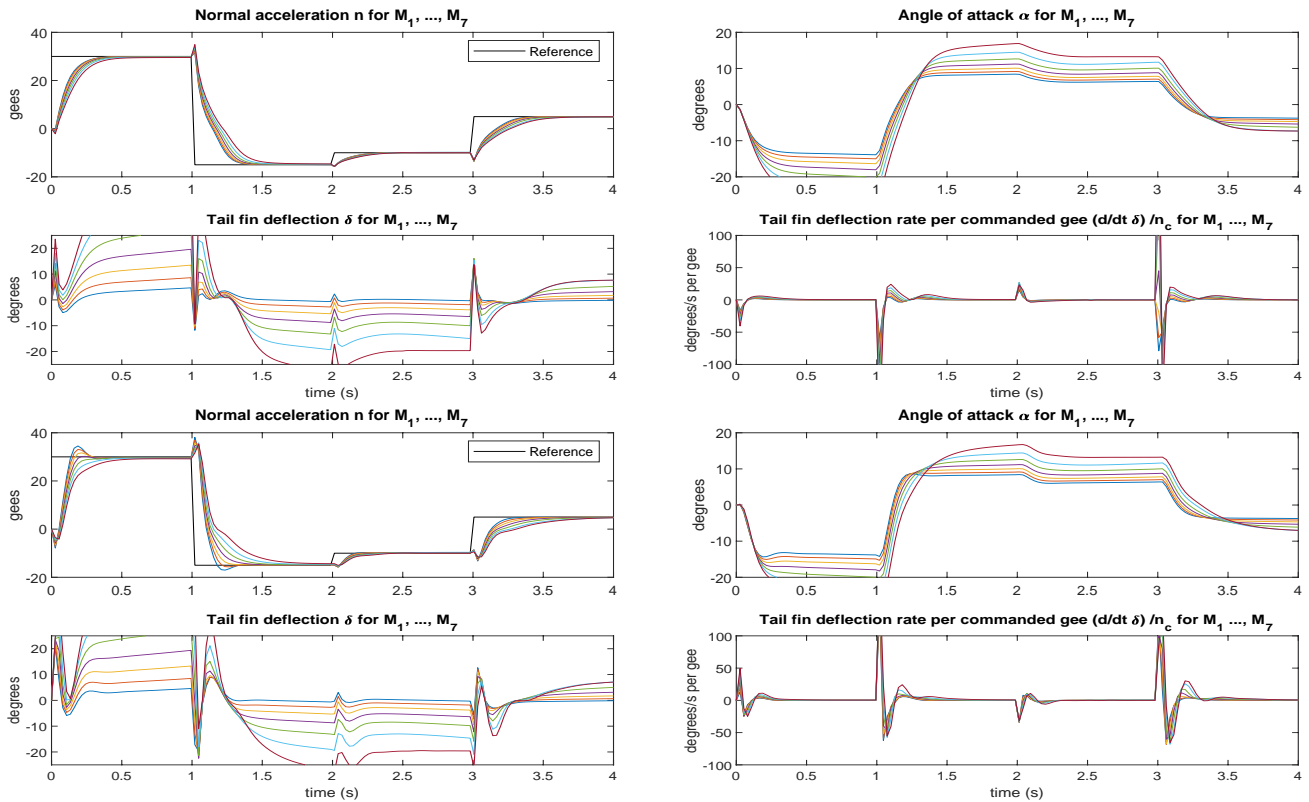 Normal acceleration n for M1, ..., M7
gees
40
20
0
-20
Reference
0 0.5 1 1.5 2 2.5 3 3.5 4
Angle of attack α for M1, ..., M7
degrees
20
10
0
-10
-20
0 0.5 1 1.5 2 2.5 3 3.5 4
Tail fin deflection δ for M1, ..., M7
degrees
20
10
0
-10
-20
0 0.5 1 1.5 2 2.5 3 3.5 4
time (s)
Tail fin deflection rate per commanded gee (d/dt δ) /nc for M1 ..., M7
degrees/s per gee
100
50
0
-50
-100
0 0.5 1 1.5 2 2.5 3 3.5 4
time (s)
Normal acceleration n for M1, ..., M7
gees
40
20
0
-20
Reference
0 0.5 1 1.5 2 2.5 3 3.5 4
Angle of attack α for M1, ..., M7
degrees
20
10
0
-10
-20
0 0.5 1 1.5 2 2.5 3 3.5 4
Tail fin deflection δ for M1, ..., M7
degrees
20
10
0
-10
-20
0 0.5 1 1.5 2 2.5 3 3.5 4
time (s)
Tail fin deflection rate per commanded gee (d/dt δ) /nc for M1 ..., M7
degrees/s per gee
100
50
0
-50
-100
0 0.5 1 1.5 2 2.5 3 3.5 4
time (s)